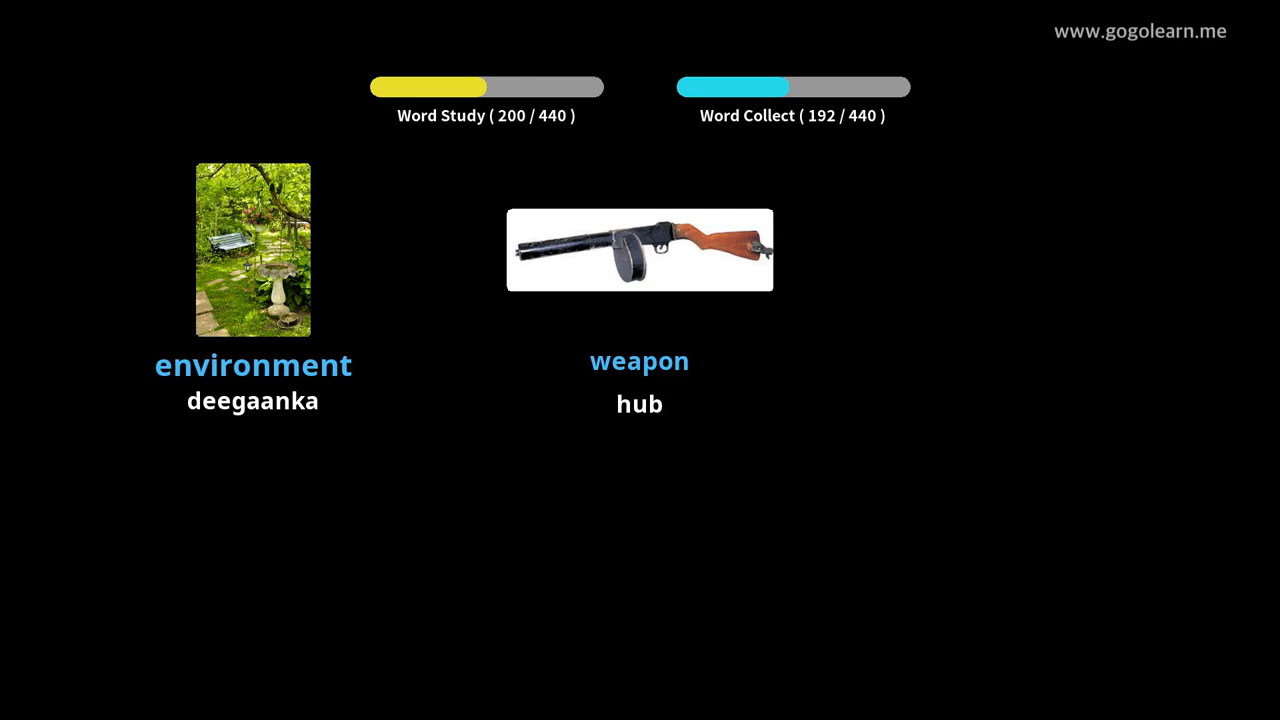 www.gogolearn.me
Word Study ( 200 / 440 )
Word Collect ( 192 / 440 )
environment
deegaanka
weapon
hub